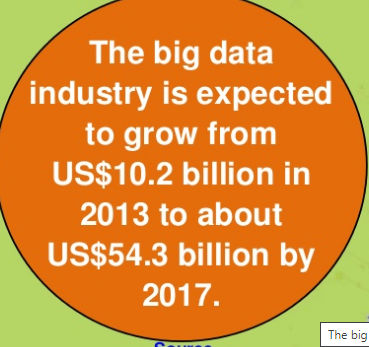 The big data
industry is expected
to grow from
US$10.2 billion in
2013 to about
US$54.3 billion by
2017.
Source
The big